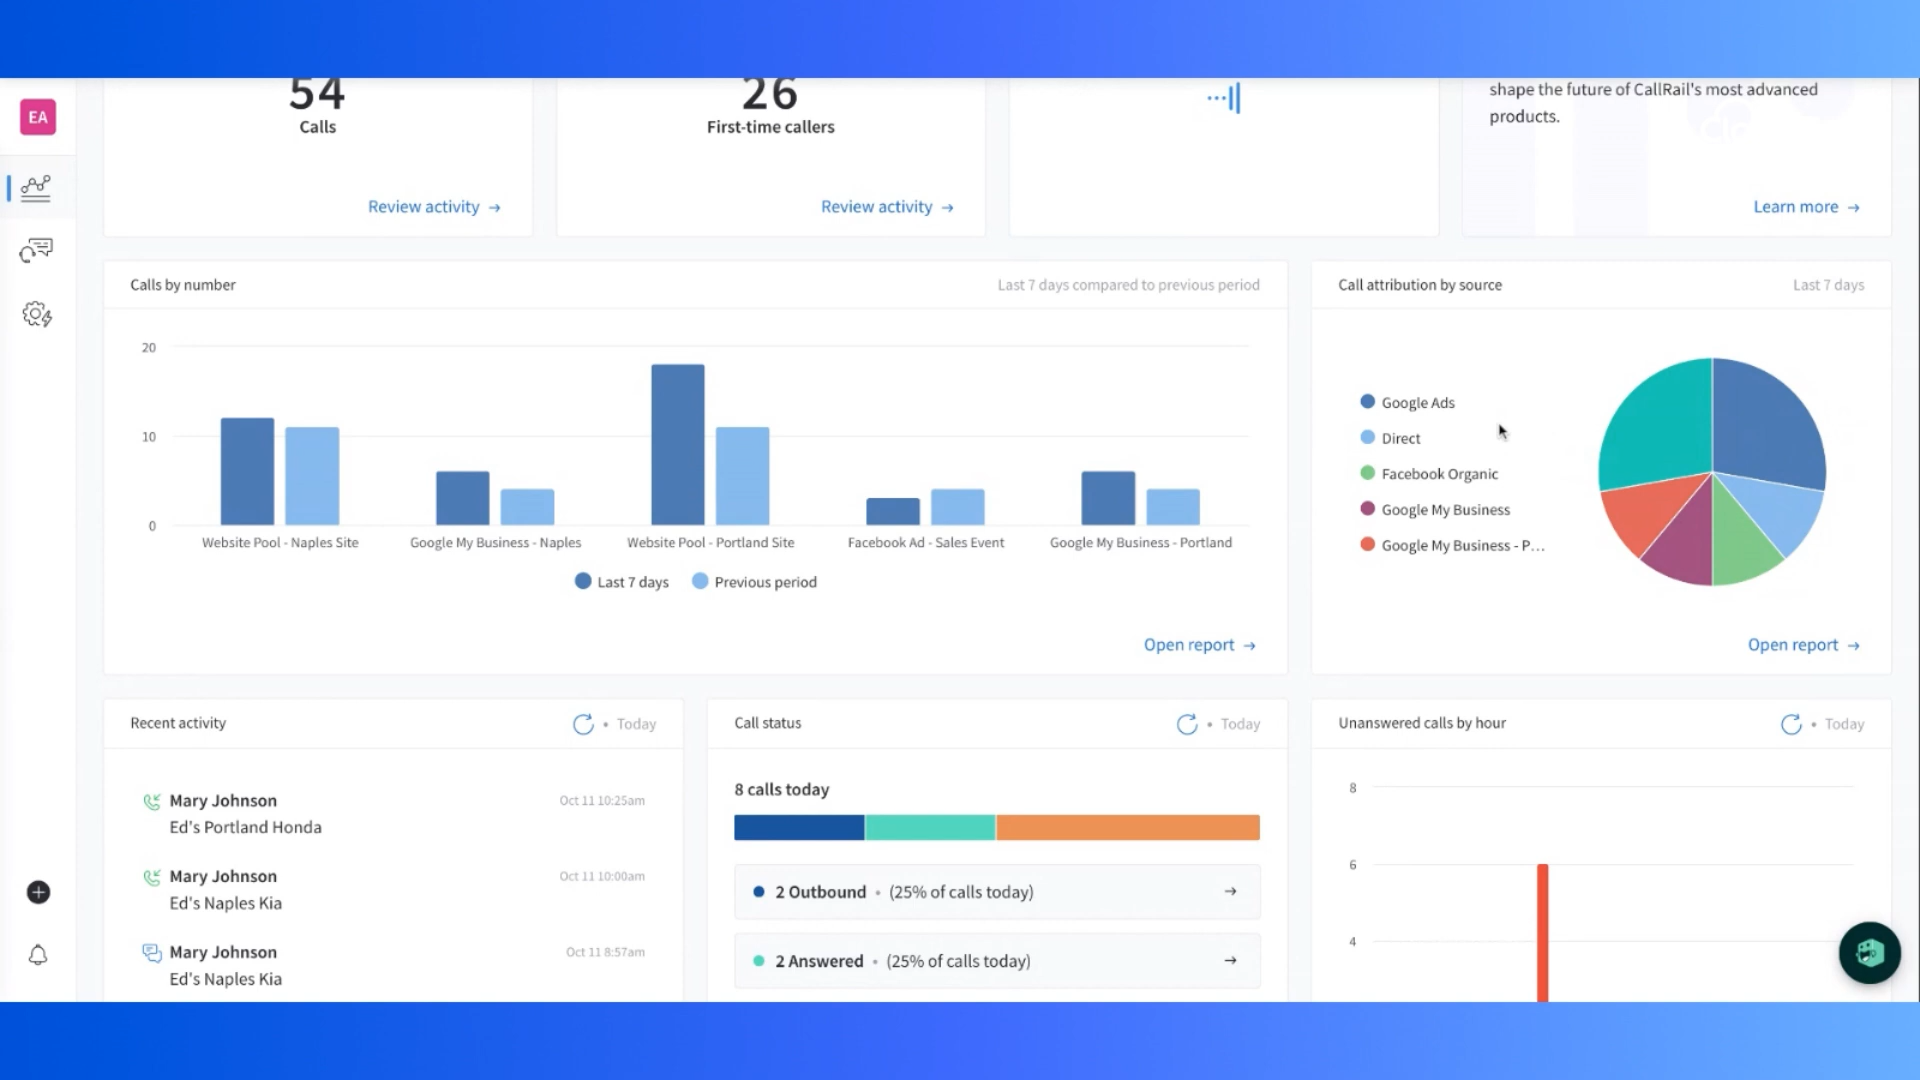 EA
54
Calls
Review activity →
26
First-time callers
Review activity →
shape the future of CallRail's most advanced
products.
Learn more →
Calls by number
Last 7 days compared to previous period
20
10
0
Website Pool - Naples Site
Google My Business - Naples
Website Pool - Portland Site
Facebook Ad - Sales Event
Google My Business - Portland
Last 7 days
Previous period
Open report →
Call attribution by source
Last 7 days
Google Ads
Direct
Facebook Organic
Google My Business
Google My Business - P...
Open report →
Recent activity
• Today
Mary Johnson
Oct 11 10:25am
Ed's Portland Honda
Mary Johnson
Oct 11 10:00am
Ed's Naples Kia
Mary Johnson
Oct 11 8:57am
Ed's Naples Kia
Call status
• Today
8 calls today
2 Outbound • (25% of calls today) →
2 Answered • (25% of calls today) →
Unanswered calls by hour
• Today
8
6
4